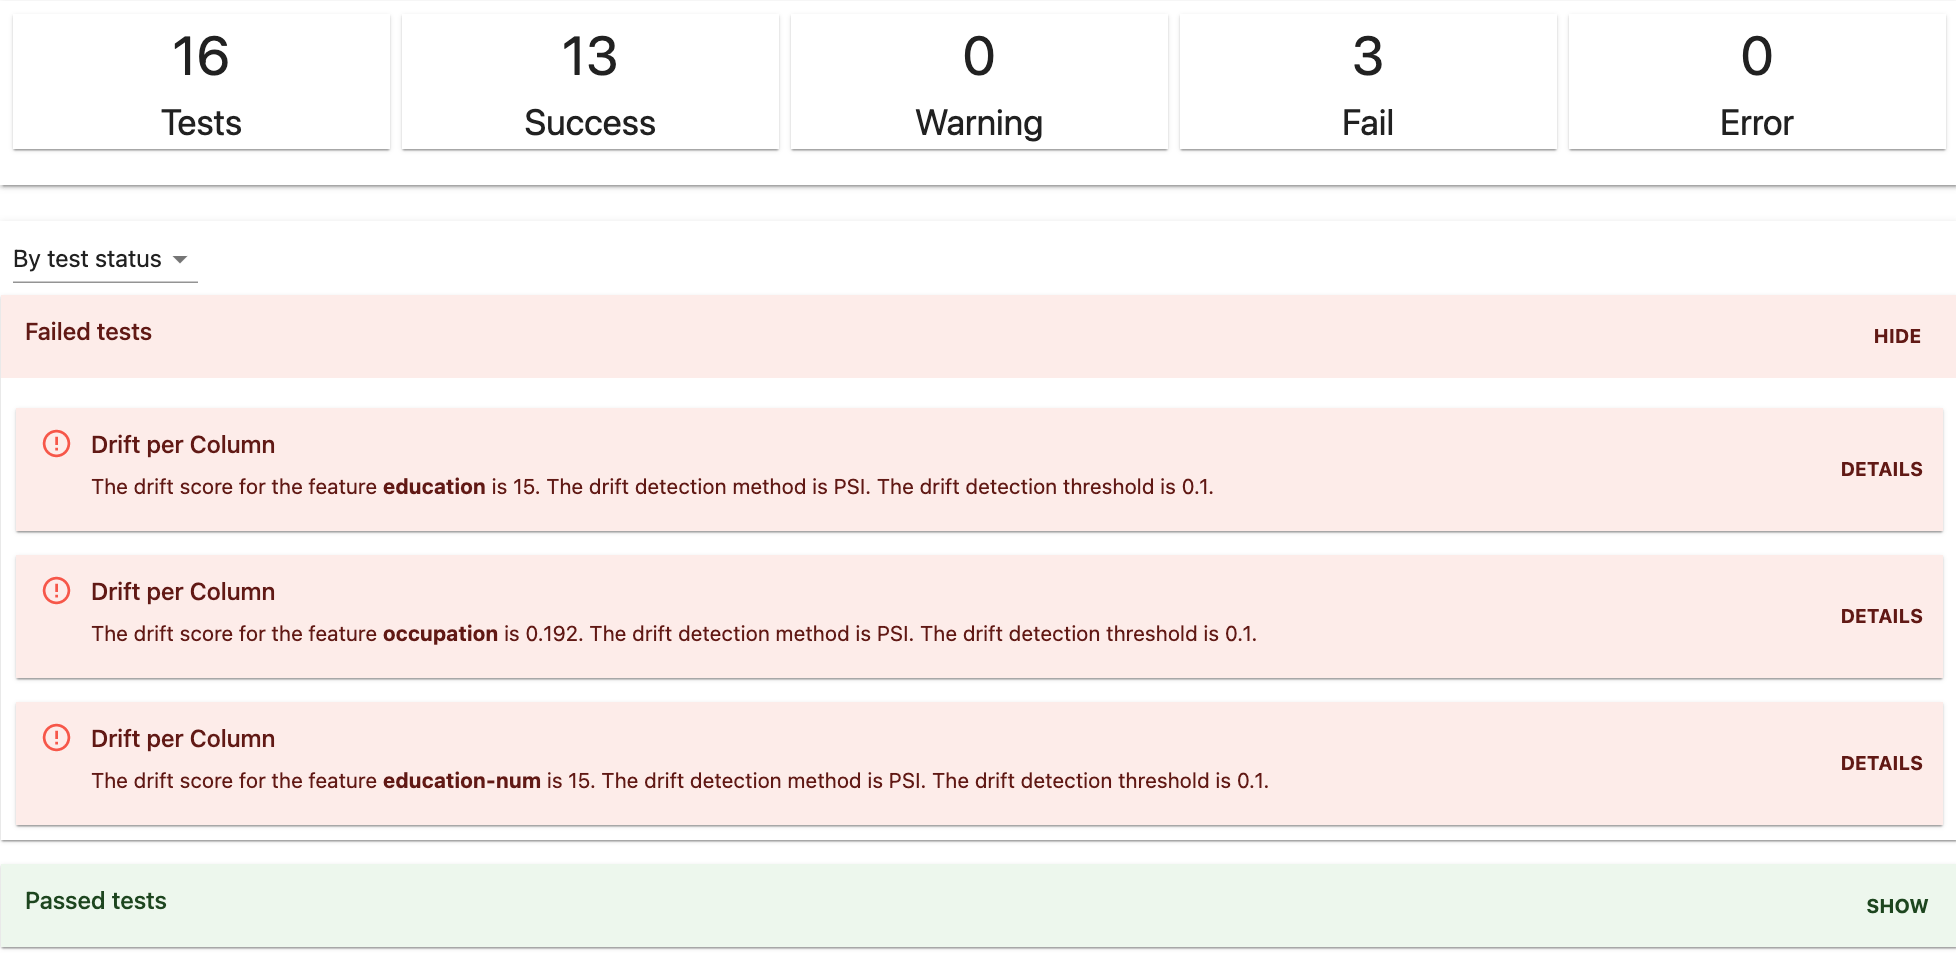 16
Tests
13
Success
0
Warning
3
Fail
0
Error
By test status
Failed tests
HIDE
Drift per Column
The drift score for the feature education is 15. The drift detection method is PSI. The drift detection threshold is 0.1.
DETAILS
Drift per Column
The drift score for the feature occupation is 0.192. The drift detection method is PSI. The drift detection threshold is 0.1.
DETAILS
Drift per Column
The drift score for the feature education-num is 15. The drift detection method is PSI. The drift detection threshold is 0.1.
DETAILS
Passed tests
SHOW